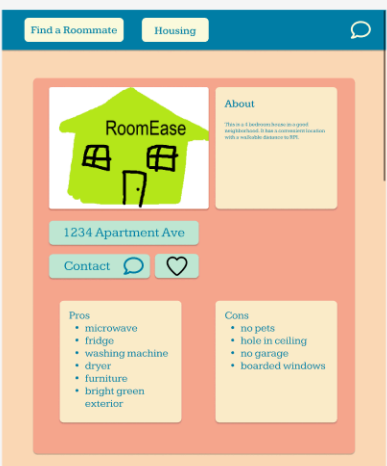 Find a Roommate
Housing
RoomEase
About
This is a 4 bedroom house in a good
neighborhood. It has a convenient location
with a walkable distance to RPI.
1234 Apartment Ave
Contact
Pros
• microwave
• fridge
• washing machine
• dryer
• furniture
• bright green
exterior
Cons
• no pets
• hole in ceiling
• no garage
• boarded windows